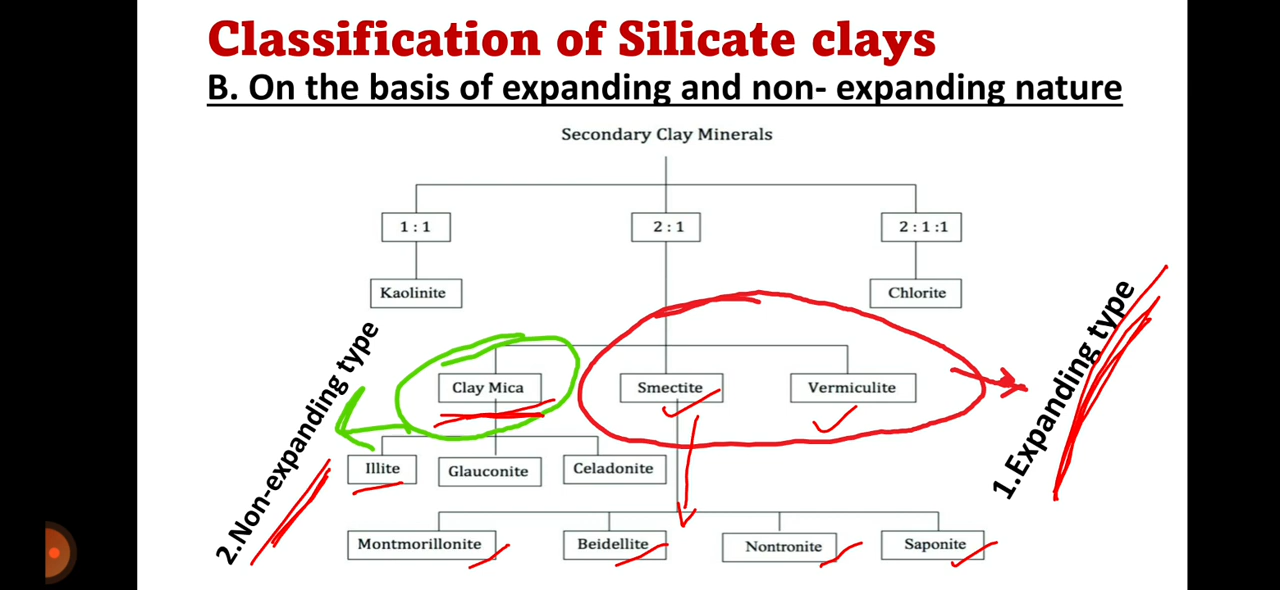 Classification of Silicate clays
B. On the basis of expanding and non- expanding nature
Secondary Clay Minerals
1 : 1
2 : 1
2 : 1 :1
Kaolinite
Chlorite
Clay Mica
Smectite
Vermiculite
Illite
Glauconite
Celadonite
Montmorillonite
Beidellite
Nontronite
Saponite
2.Non-expanding type
1.Expanding type